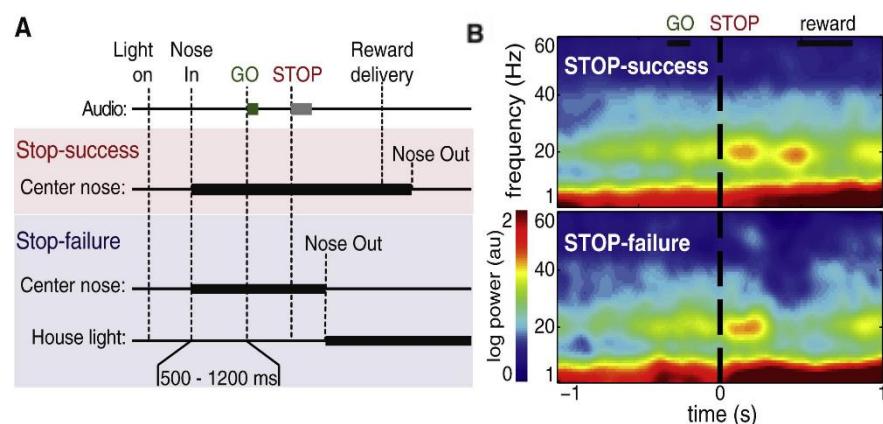 A
Light on
Nose In
GO
STOP
Reward delivery
Audio:
Stop-success
Nose Out
Center nose:
Stop-failure
Nose Out
Center nose:
House light:
500 - 1200 ms
B
GO
STOP
reward
60
STOP-success
40
20
1
frequency (Hz)
2
log power (au)
0
60
STOP-failure
40
20
1
−1
0
1
time (s)